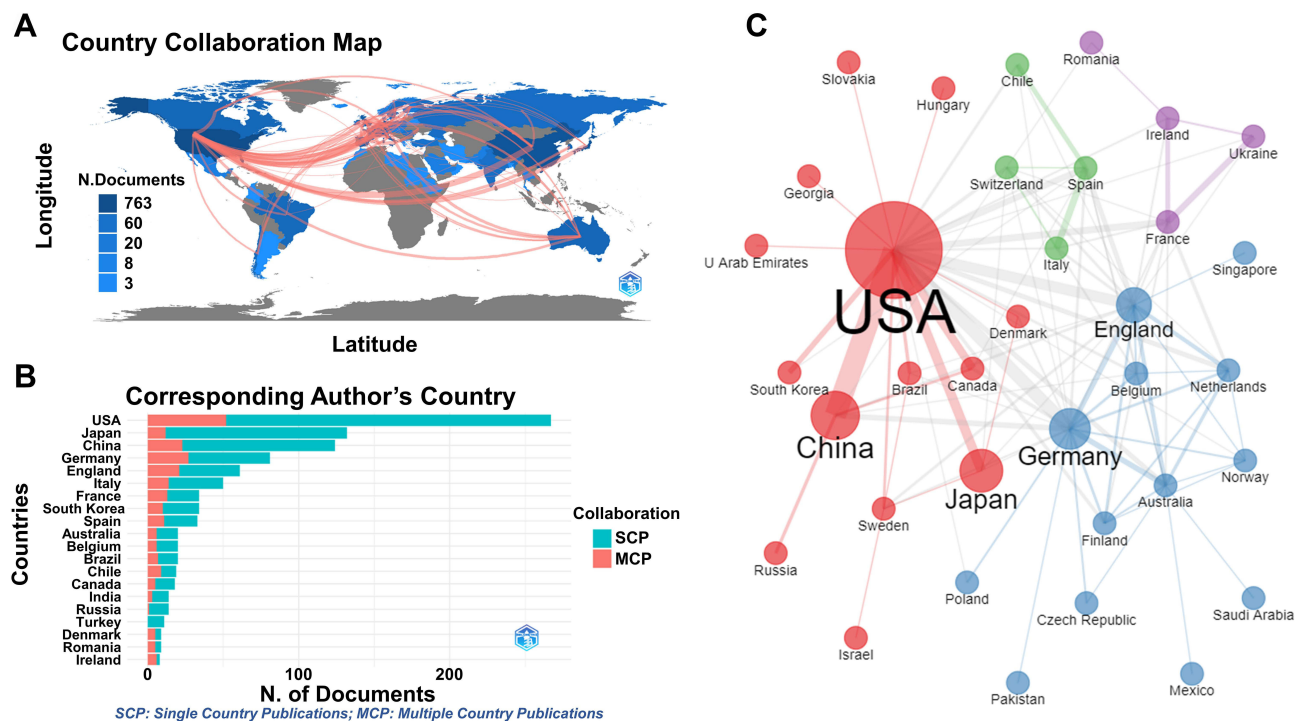 A
Country Collaboration Map
Longitude
N.Documents
763
60
20
8
3
Latitude
B
Corresponding Author's Country
Countries
USA
Japan
China
Germany
England
Italy
France
South Korea
Spain
Australia
Belgium
Brazil
Chile
Canada
India
Russia
Turkey
Denmark
Romania
Ireland
0
100
200
N. of Documents
Collaboration
SCP
MCP
SCP: Single Country Publications; MCP: Multiple Country Publications
C
Romania
Slovakia
Chile
Hungary
Ireland
Ukraine
Georgia
Switzerland
Spain
France
U Arab Emirates
Italy
Singapore
USA
England
Denmark
South Korea
Brazil
Canada
Belgium
Netherlands
China
Germany
Japan
Norway
Australia
Sweden
Finland
Russia
Poland
Czech Republic
Saudi Arabia
Israel
Pakistan
Mexico